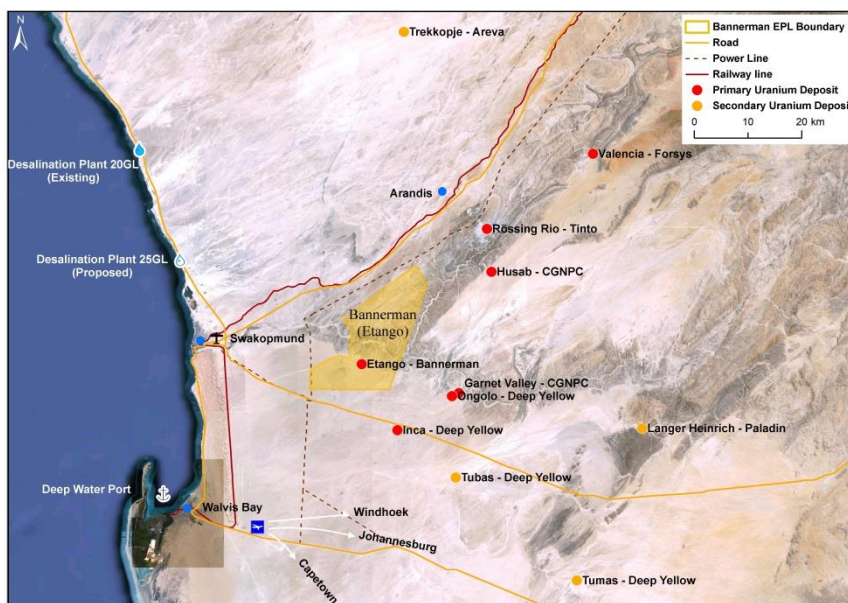 N
Trekkopje - Areva
Bannerman EPL Boundary
Road
Power Line
Railway line
Primary Uranium Deposit
Secondary Uranium Deposit
0 10 20 km
Desalination Plant 20GL
(Existing)
Valencia - Forsys
Arandis
Rössing Rio - Tinto
Desalination Plant 25GL
(Proposed)
Husab - CGNPC
Bannerman
(Etango)
Swakopmund
Etango - Bannerman
Garnet Valley - CGNPC
Ongolo - Deep Yellow
Inca - Deep Yellow
Langer Heinrich - Paladin
Tubas - Deep Yellow
Deep Water Port
Walvis Bay
Windhoek
Johannesburg
Capetown
Tumas - Deep Yellow